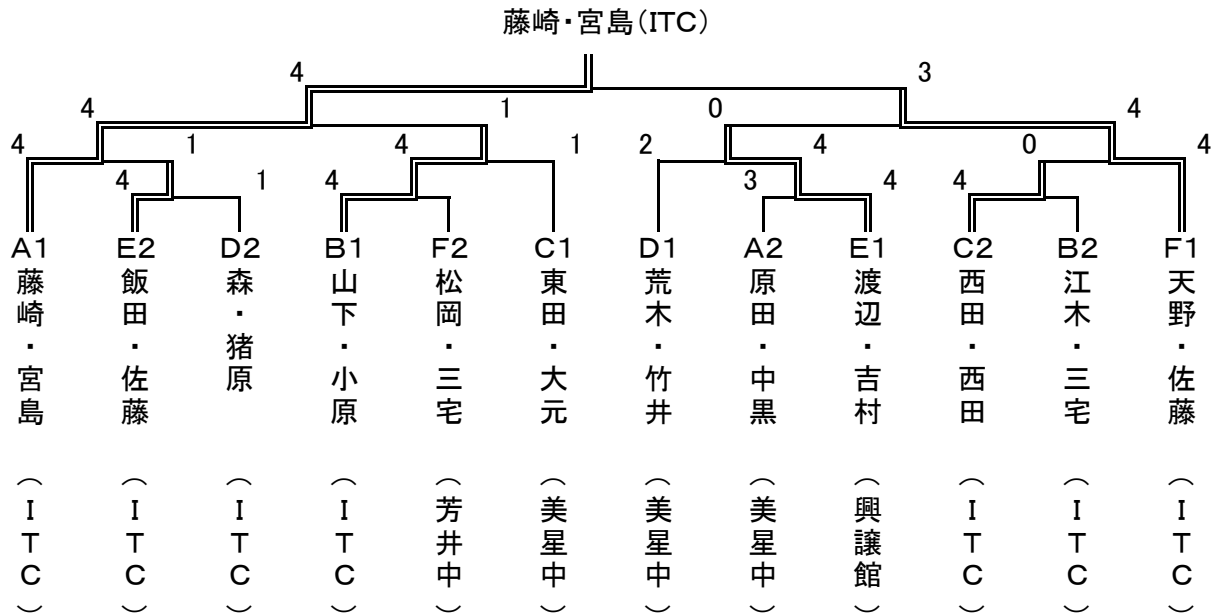 藤崎・宮島(ITC)
4 3
4 1 0 4
4 1 4 1 2 4 0 4
4 1 4 3 4 4
A1 E2 D2 B1 F2 C1 D1 A2 E1 C2 B2 F1
藤崎・宮島(ITC)
飯田・佐藤(ITC)
森・猪原(ITC)
山下・小原(ITC)
松岡・三宅(芳井中)
東田・大元(美星中)
荒木・竹井(美星中)
原田・中黒(美星中)
渡辺・吉村(興譲館)
西田・西田(ITC)
江木・三宅(ITC)
天野・佐藤(ITC)